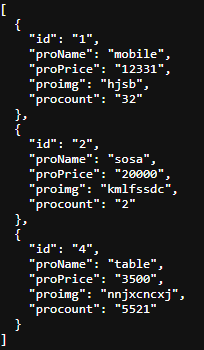 [
  {
    "id": "1",
    "proName": "mobile",
    "proPrice": "12331",
    "proimg": "hjsb",
    "procount": "32"
  },
  {
    "id": "2",
    "proName": "sosa",
    "proPrice": "20000",
    "proimg": "kmlfssdc",
    "procount": "2"
  },
  {
    "id": "4",
    "proName": "table",
    "proPrice": "3500",
    "proimg": "nnjxcncxj",
    "procount": "5521"
  }
]